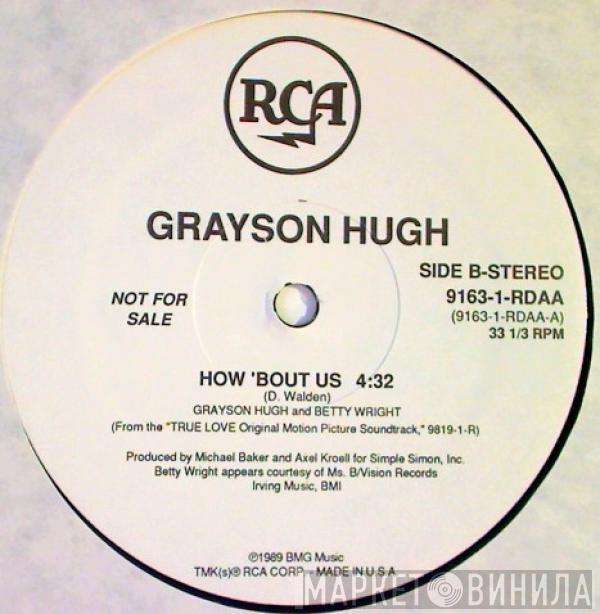 RCA
GRAYSON HUGH
SIDE B-STEREO
NOT FOR
SALE
9163-1-RDAA
(9163-1-RDAA-A)
33 1/3 RPM
HOW 'BOUT US 4:32
(D. Walden)
GRAYSON HUGH and BETTY WRIGHT
(From the "TRUE LOVE Original Motion Picture Soundtrack," 9819-1-R)
Produced by Michael Baker and Axel Kroell for Simple Simon, Inc.
Betty Wright appears courtesy of Ms. B/Vision Records
Irving Music, BMI
℗1989 BMG Music
TMK(s)® RCA CORP. - MADE IN U.S.A.
МАРКЕТ ВИНИЛА